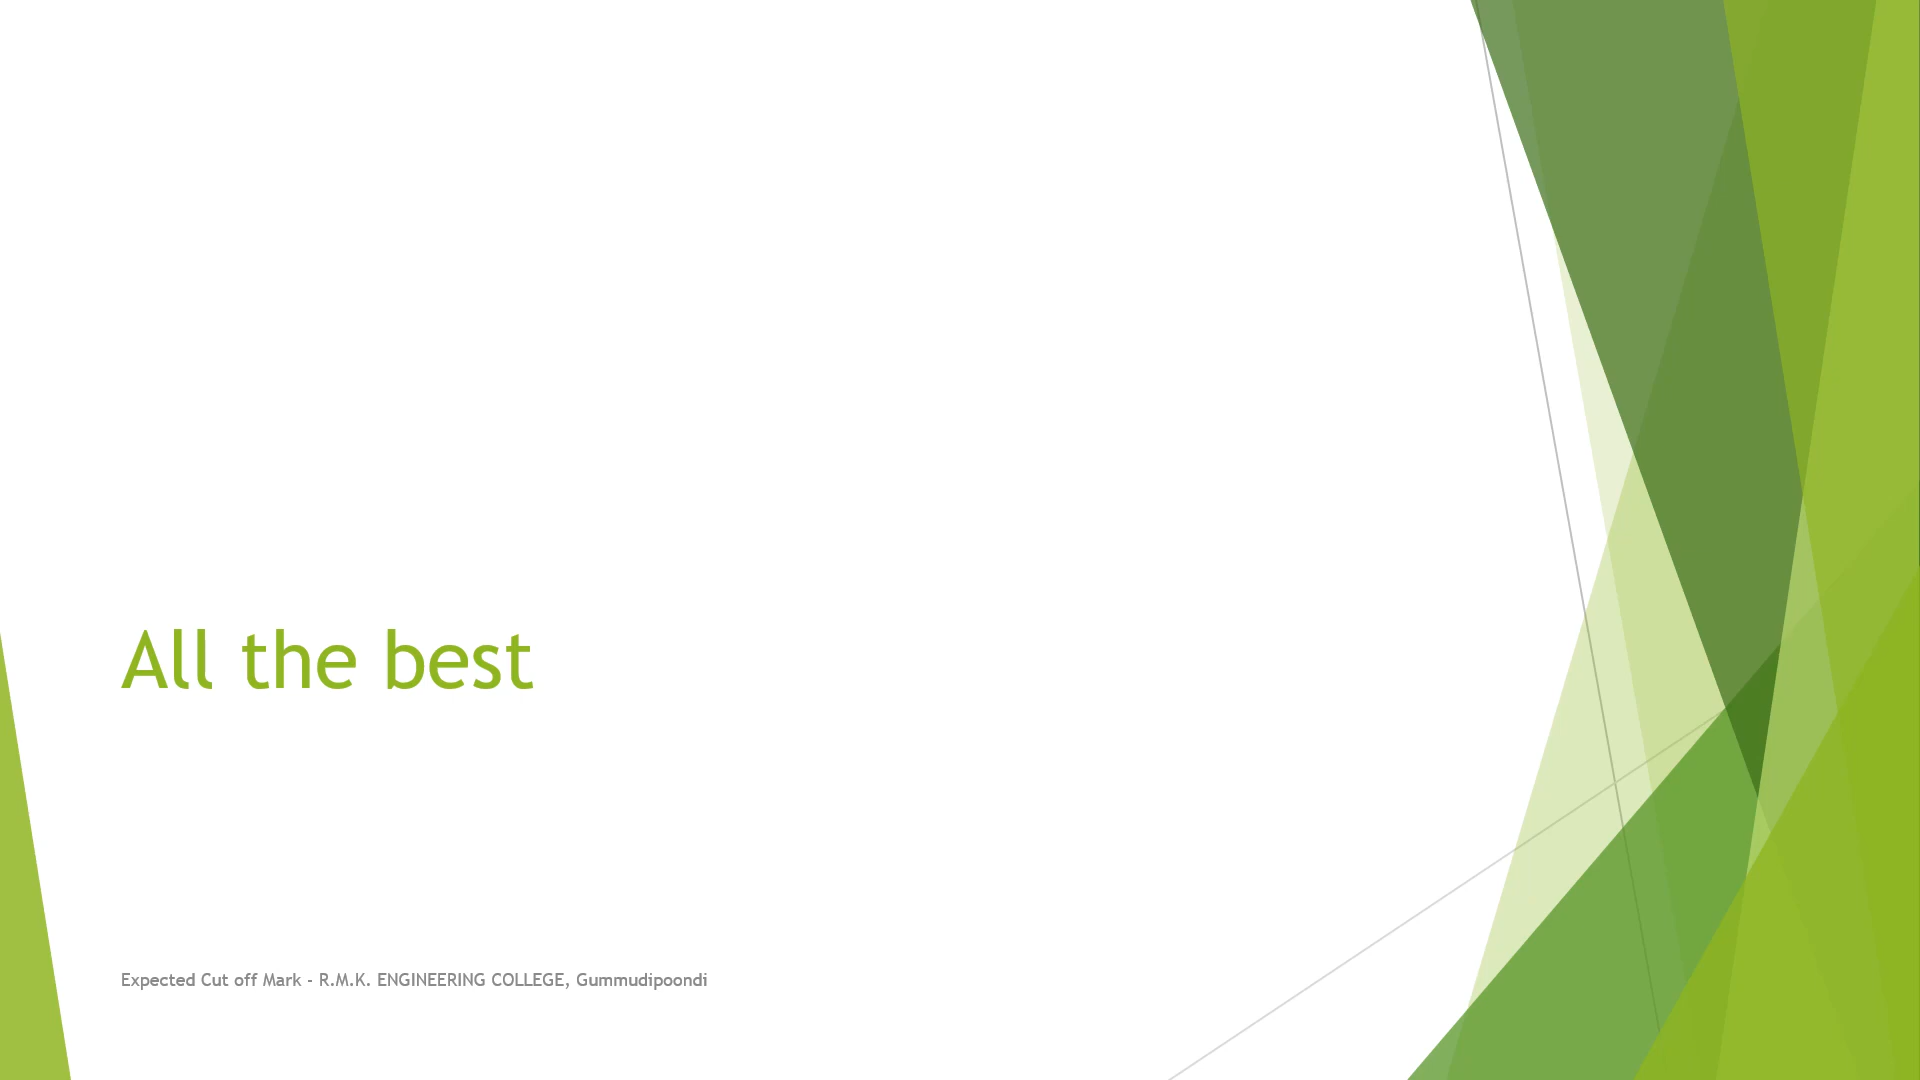 All the best
Expected Cut off Mark - R.M.K. ENGINEERING COLLEGE, Gummudipoondi